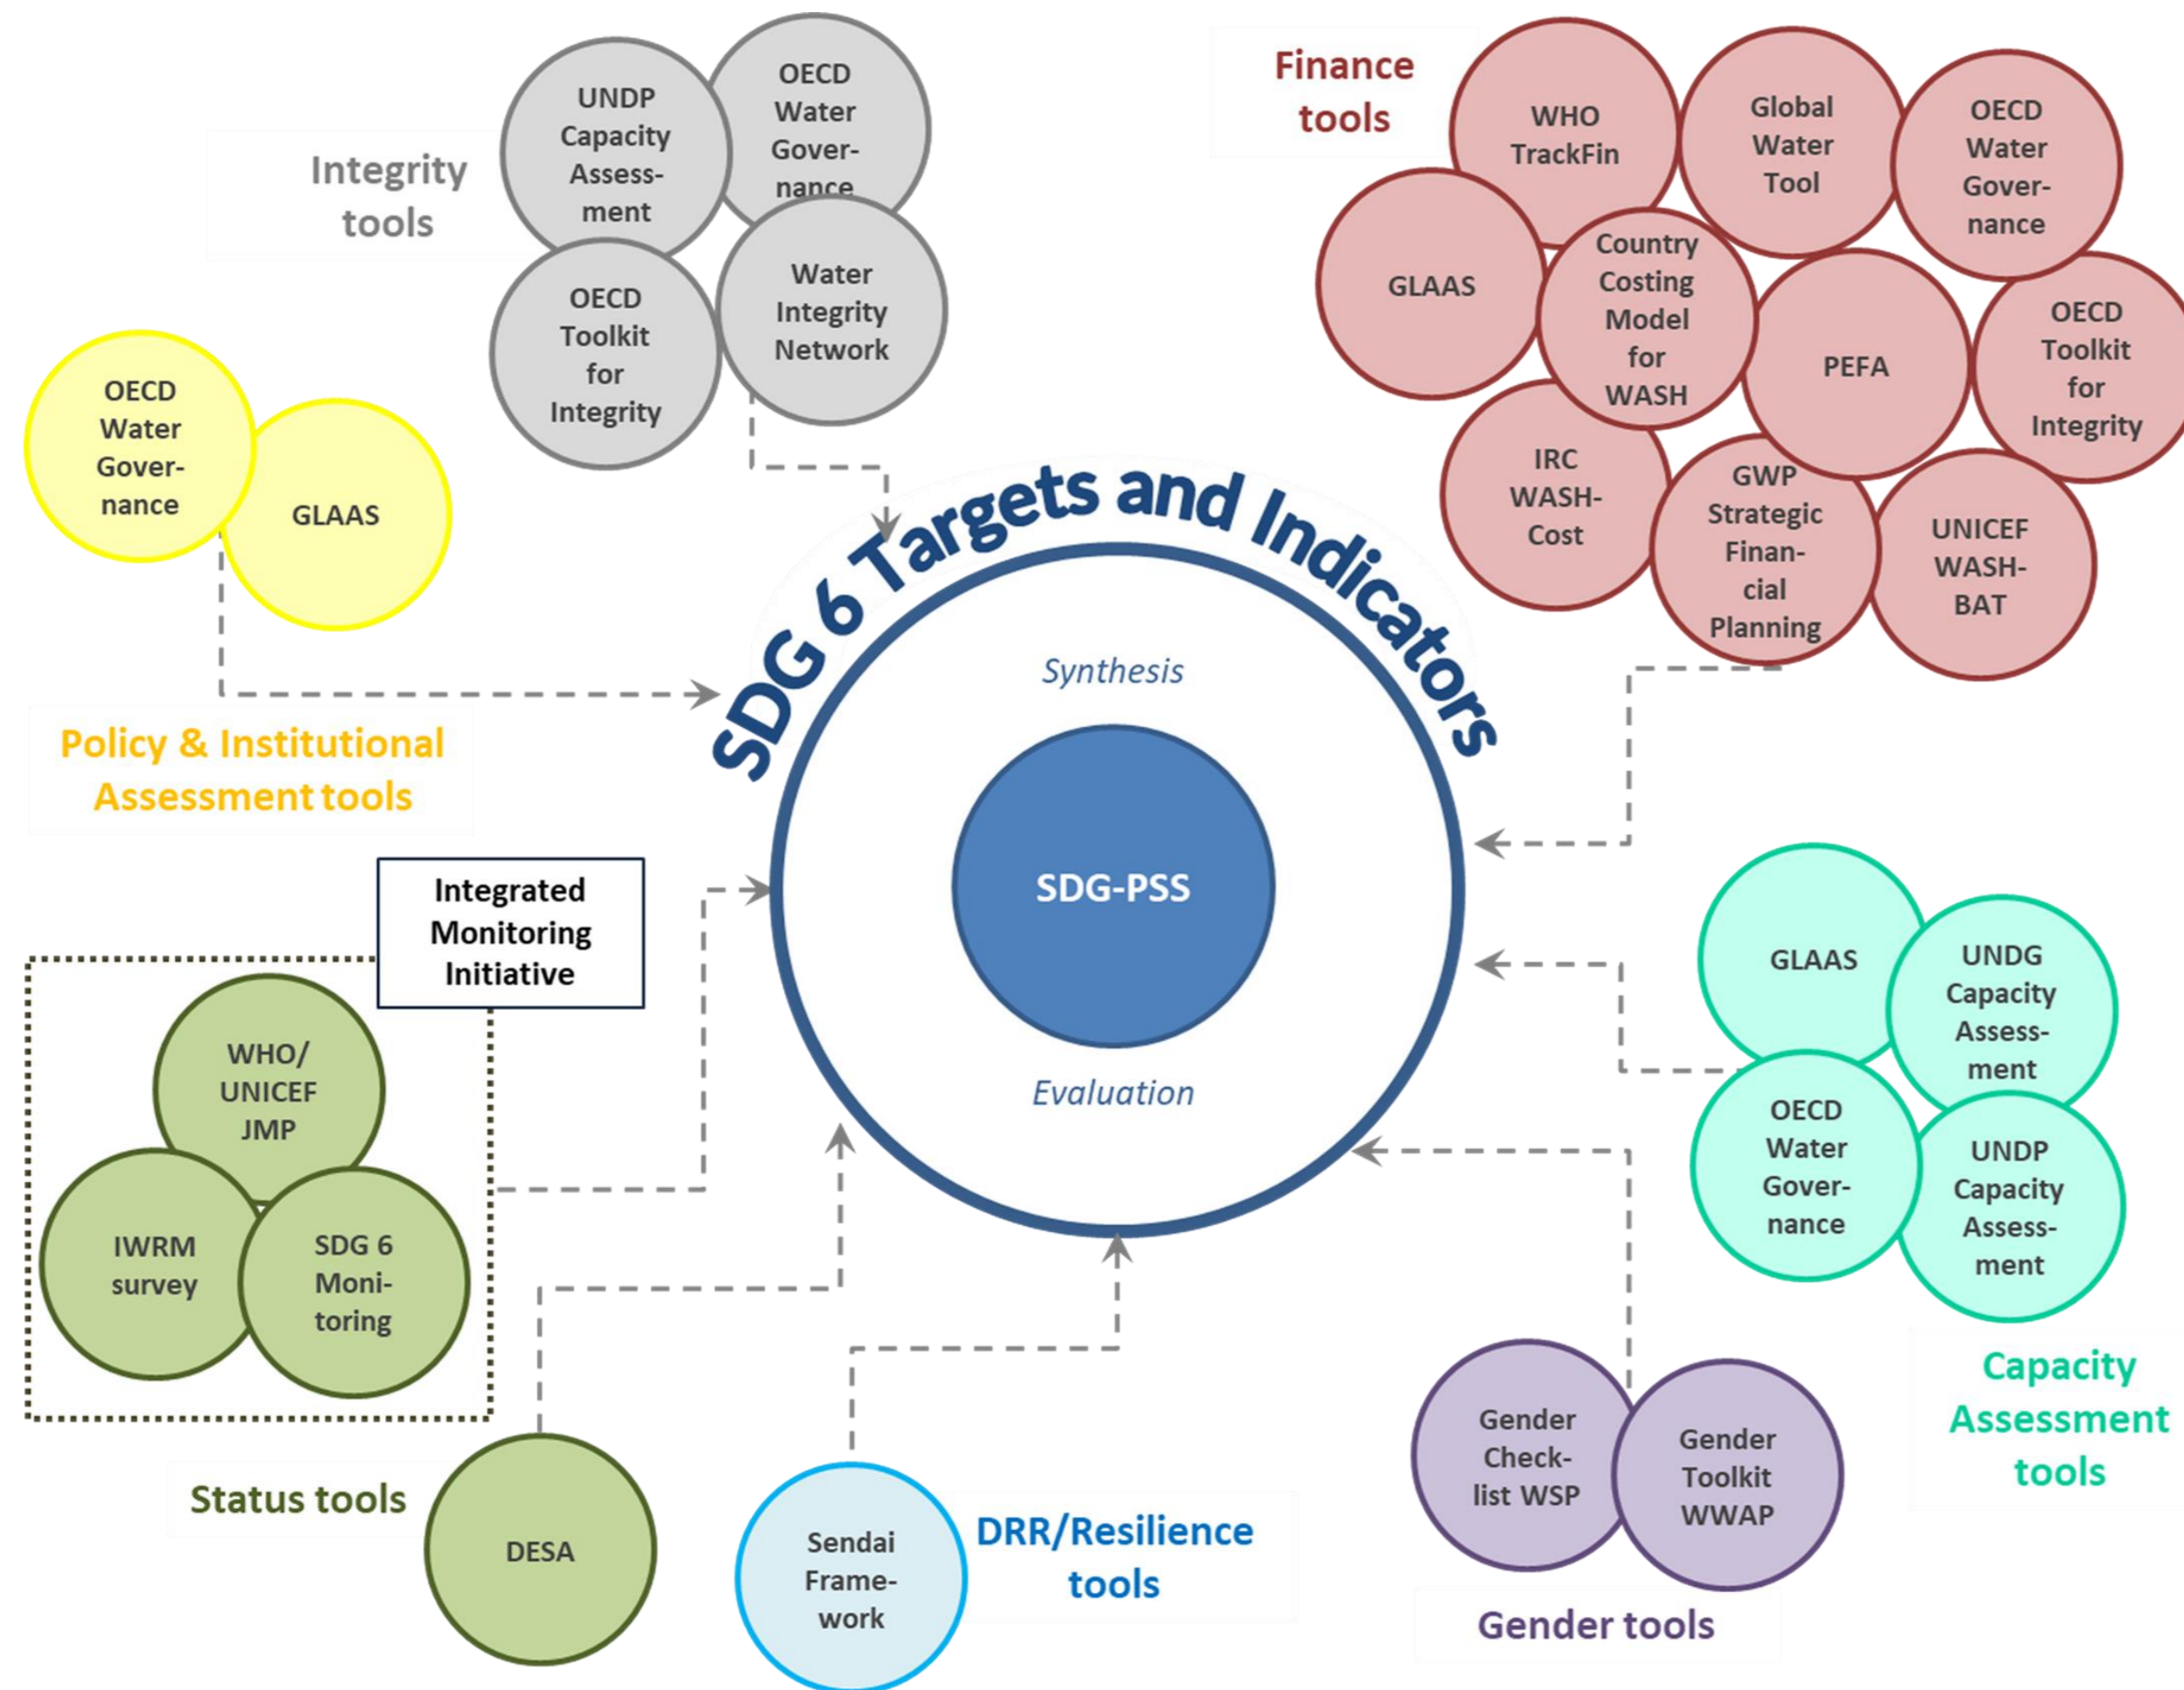 Integrity
tools
UNDP
Capacity
Assess-
ment
OECD
Water
Gover-
nance
OECD
Toolkit
for
Integrity
Water
Integrity
Network
Finance
tools
WHO
TrackFin
Global
Water
Tool
OECD
Water
Gover-
nance
GLAAS
Country
Costing
Model
for
WASH
PEFA
OECD
Toolkit
for
Integrity
IRC
WASH-
Cost
GWP
Strategic
Finan-
cial
Planning
UNICEF
WASH-
BAT
OECD
Water
Gover-
nance
GLAAS
Policy & Institutional
Assessment tools
SDG 6 Targets and Indicators
Synthesis
SDG-PSS
Evaluation
Integrated
Monitoring
Initiative
WHO/
UNICEF
JMP
IWRM
survey
SDG 6
Moni-
toring
Status tools
DESA
Sendai
Frame-
work
DRR/Resilience
tools
GLAAS
UNDG
Capacity
Assess-
ment
OECD
Water
Gover-
nance
UNDP
Capacity
Assess-
ment
Capacity
Assessment
tools
Gender
Check-
list WSP
Gender
Toolkit
WWAP
Gender tools